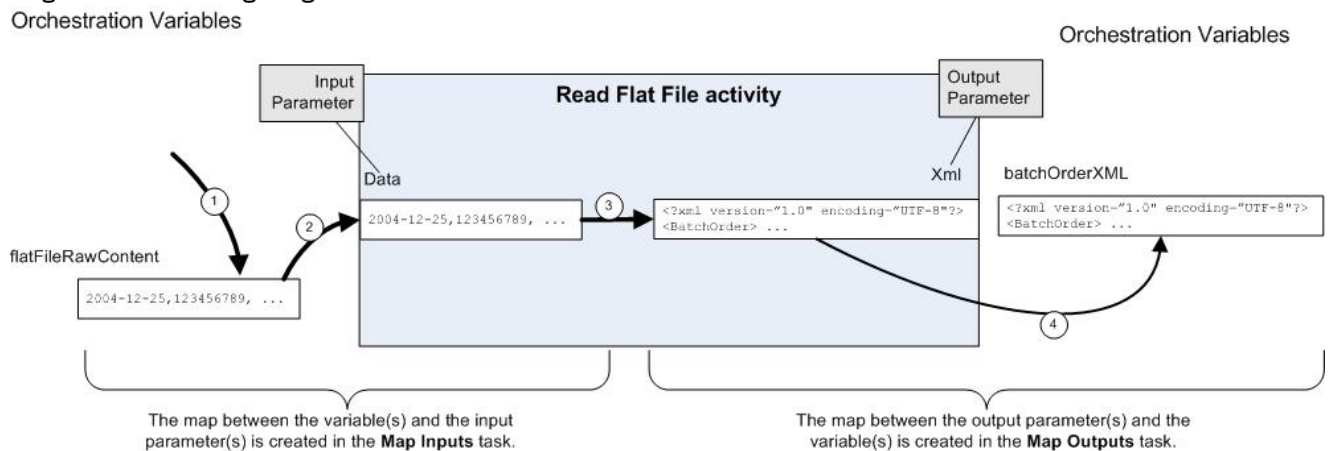 Orchestration Variables
Orchestration Variables
Input
Parameter
Read Flat File activity
Output
Parameter
Data
Xml
batchOrderXML
1
2
3
2004-12-25,123456789, ...
<?xml version="1.0" encoding="UTF-8"?>
<BatchOrder> ...
<?xml version="1.0" encoding="UTF-8"?>
<BatchOrder> ...
flatFileRawContent
2004-12-25,123456789, ...
4
The map between the variable(s) and the input
parameter(s) is created in the Map Inputs task.
The map between the output parameter(s) and the
variable(s) is created in the Map Outputs task.